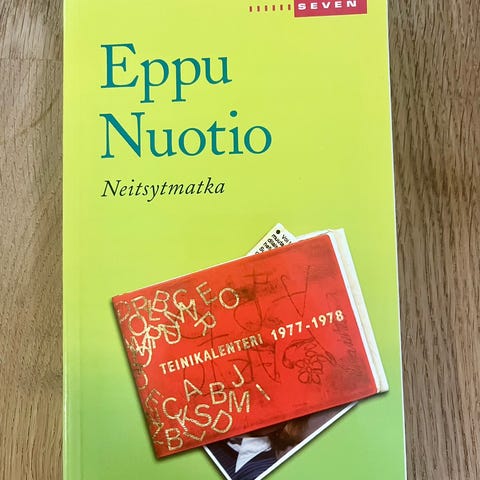 SEVEN
Eppu
Nuotio
Neitsytmatka
TEINIKALENTERI 1977-1978